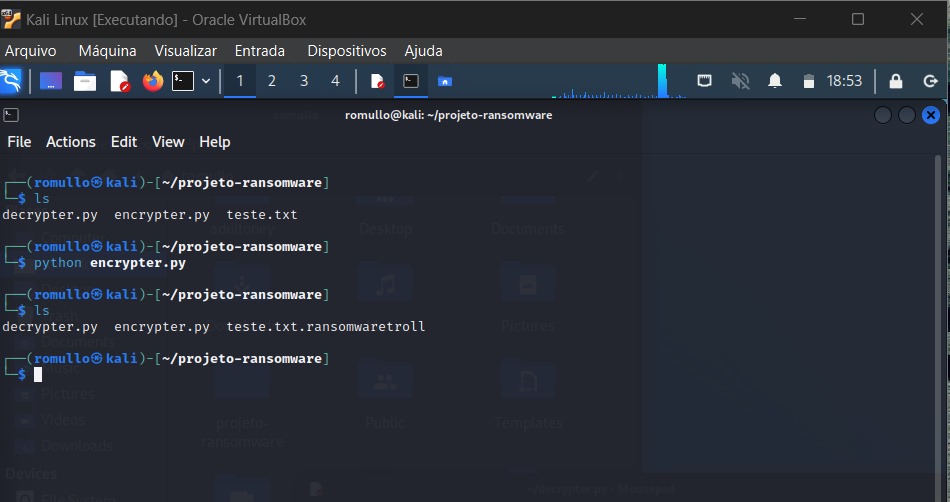 Kali Linux [Executando] - Oracle VirtualBox
Arquivo Máquina Visualizar Entrada Dispositivos Ajuda
1 2 3 4 18:53
romullo@kali: ~/projeto-ransomware
File Actions Edit View Help
┌──(romullo㉿kali)-[~/projeto-ransomware]
└─$ ls
decrypter.py encrypter.py teste.txt
┌──(romullo㉿kali)-[~/projeto-ransomware]
└─$ python encrypter.py
┌──(romullo㉿kali)-[~/projeto-ransomware]
└─$ ls
decrypter.py encrypter.py teste.txt.ransomwaretroll
┌──(romullo㉿kali)-[~/projeto-ransomware]
└─$
Desktop Documents
Documents
Pictures
Pictures
Videos
Downloads
projeto-
ransomware
Public Templates
Devices
File System
~/decrypter.py - Mousepad